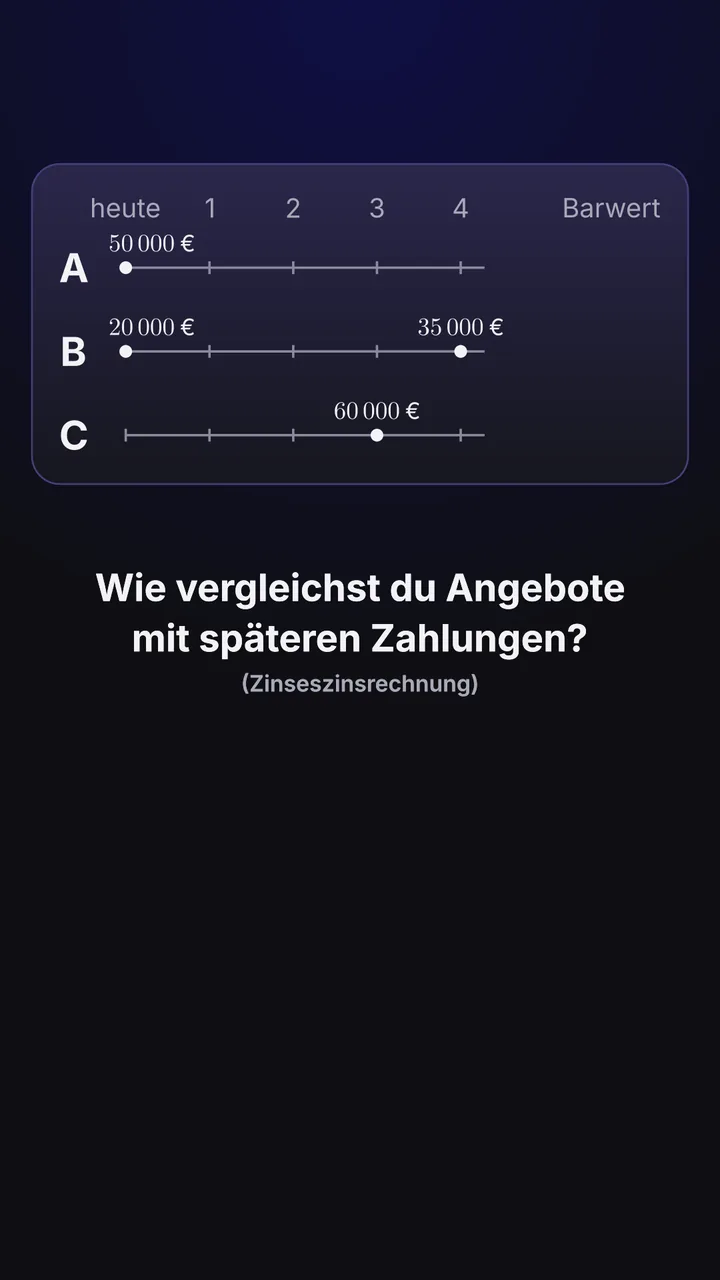 heute 1 2 3 4 Barwert
50 000 €
A
20 000 € 35 000 €
B
60 000 €
C
Wie vergleichst du Angebote
mit späteren Zahlungen?
(Zinseszinsrechnung)